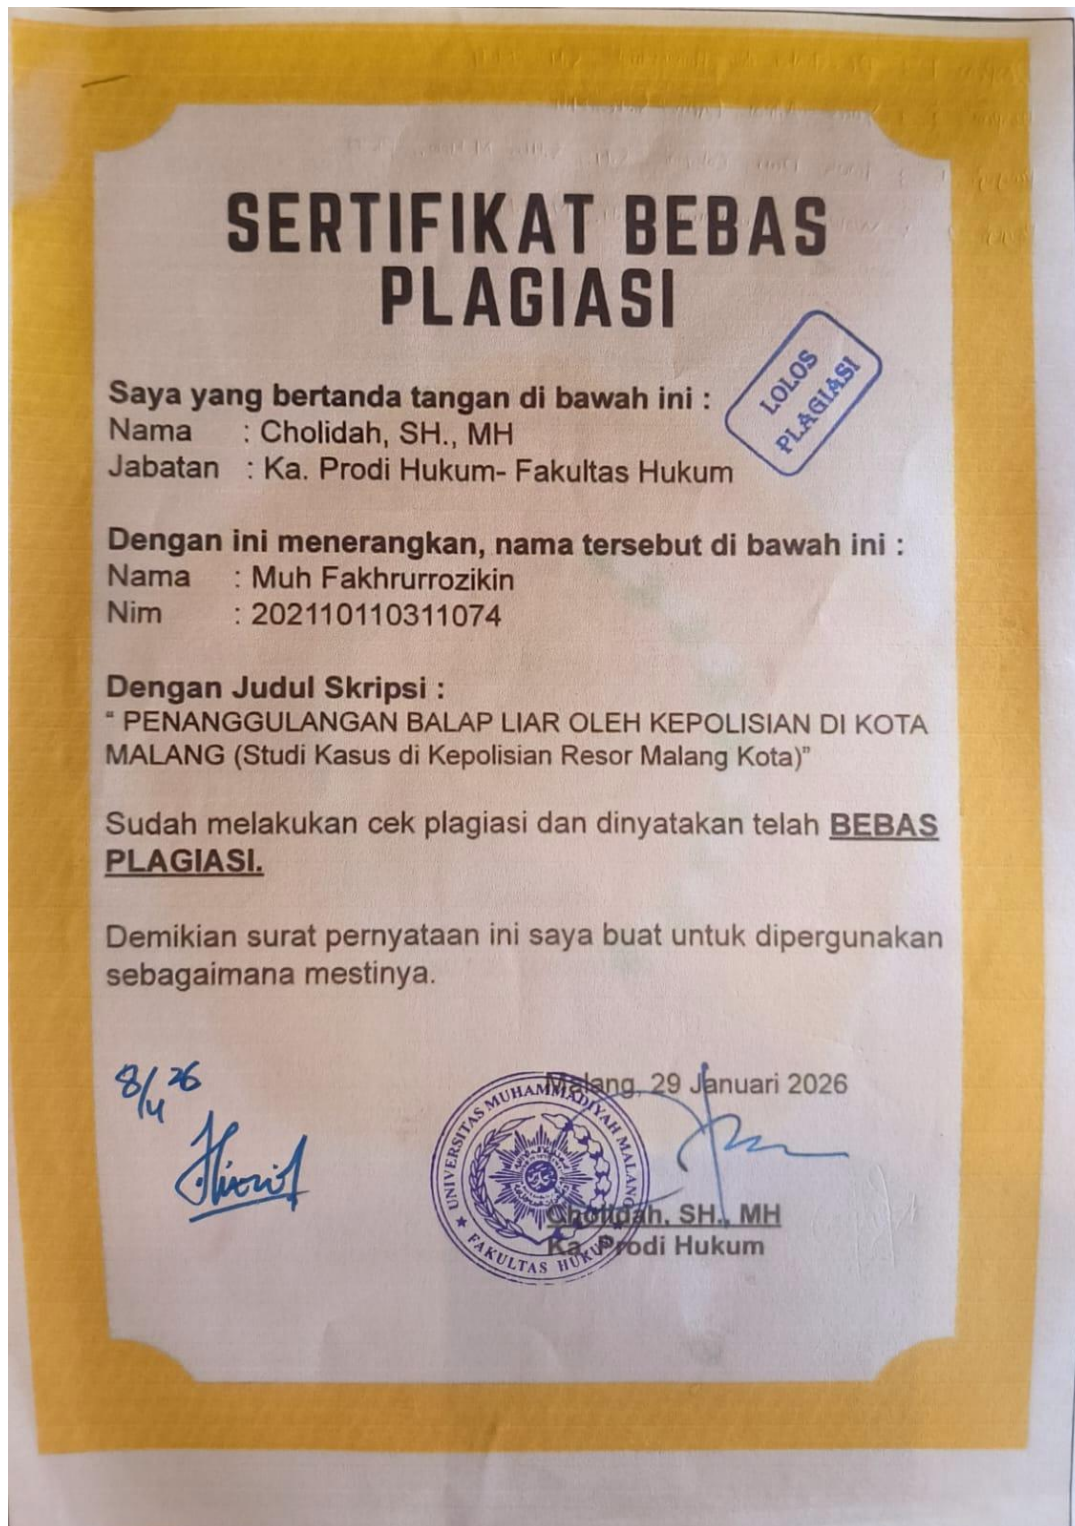 SERTIFIKAT BEBAS
PLAGIASI
LOLOS
PLAGIASI
Saya yang bertanda tangan di bawah ini :
Nama : Cholidah, SH., MH
Jabatan : Ka. Prodi Hukum- Fakultas Hukum
Dengan ini menerangkan, nama tersebut di bawah ini :
Nama : Muh Fakhrurrozikin
Nim : 202110110311074
Dengan Judul Skripsi :
“ PENANGGULANGAN BALAP LIAR OLEH KEPOLISIAN DI KOTA
MALANG (Studi Kasus di Kepolisian Resor Malang Kota)”
Sudah melakukan cek plagiasi dan dinyatakan telah BEBAS
PLAGIASI.
Demikian surat pernyataan ini saya buat untuk dipergunakan
sebagaimana mestinya.
8/4 26
Malang, 29 Januari 2026
UNIVERSITAS MUHAMMADIYAH MALANG
FAKULTAS HUKUM
Cholidah, SH., MH
Ka. Prodi Hukum